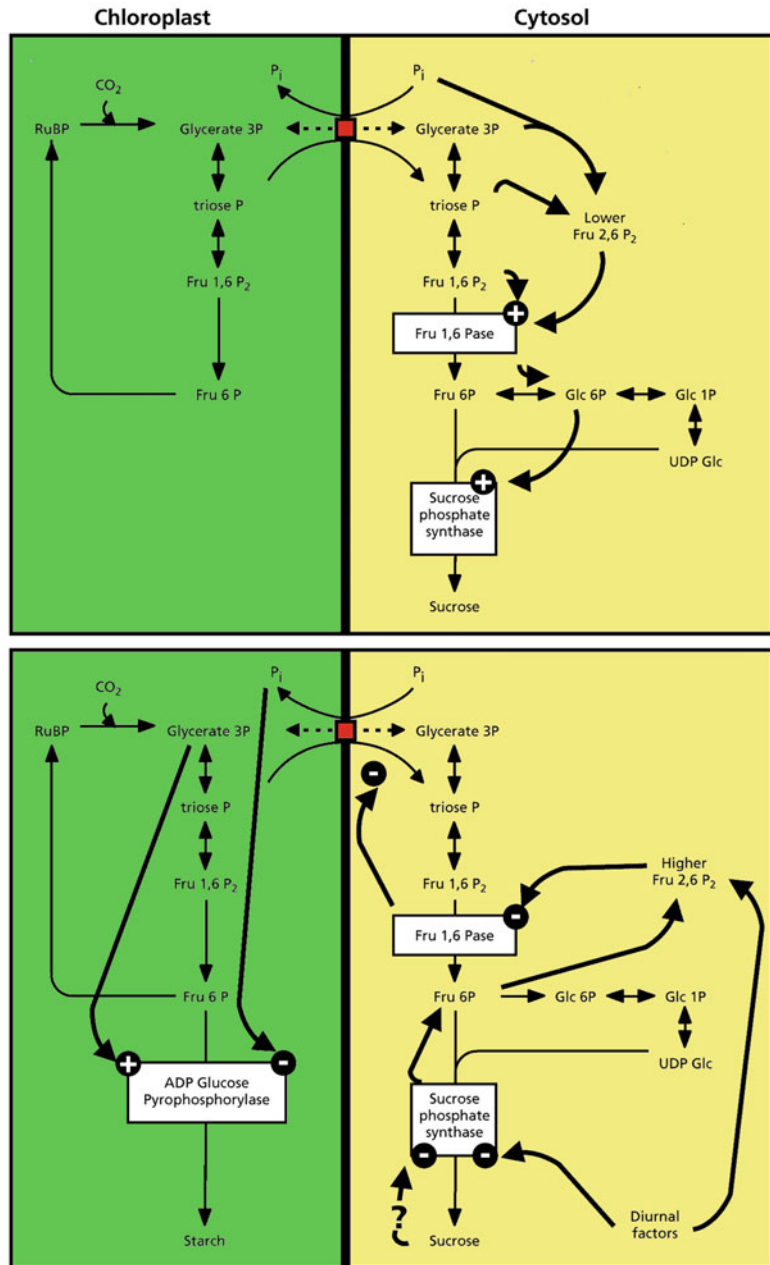 Chloroplast
Cytosol
Pi
Pi
CO2
RuBP
Glycerate 3P
Glycerate 3P
triose P
triose P
Lower
Fru 2,6 P2
Fru 1,6 P2
Fru 1,6 P2
+
Fru 1,6 Pase
Fru 6 P
Fru 6P
Glc 6P
Glc 1P
UDP Glc
+
Sucrose
phosphate
synthase
Sucrose
Pi
Pi
CO2
RuBP
Glycerate 3P
Glycerate 3P
-
triose P
triose P
Fru 1,6 P2
Fru 1,6 P2
Higher
Fru 2,6 P2
-
Fru 1,6 Pase
Fru 6 P
Fru 6P
Glc 6P
Glc 1P
+
-
UDP Glc
ADP Glucose
Pyrophosphorylase
Sucrose
phosphate
synthase
-
-
?
Starch
Sucrose
Diurnal
factors